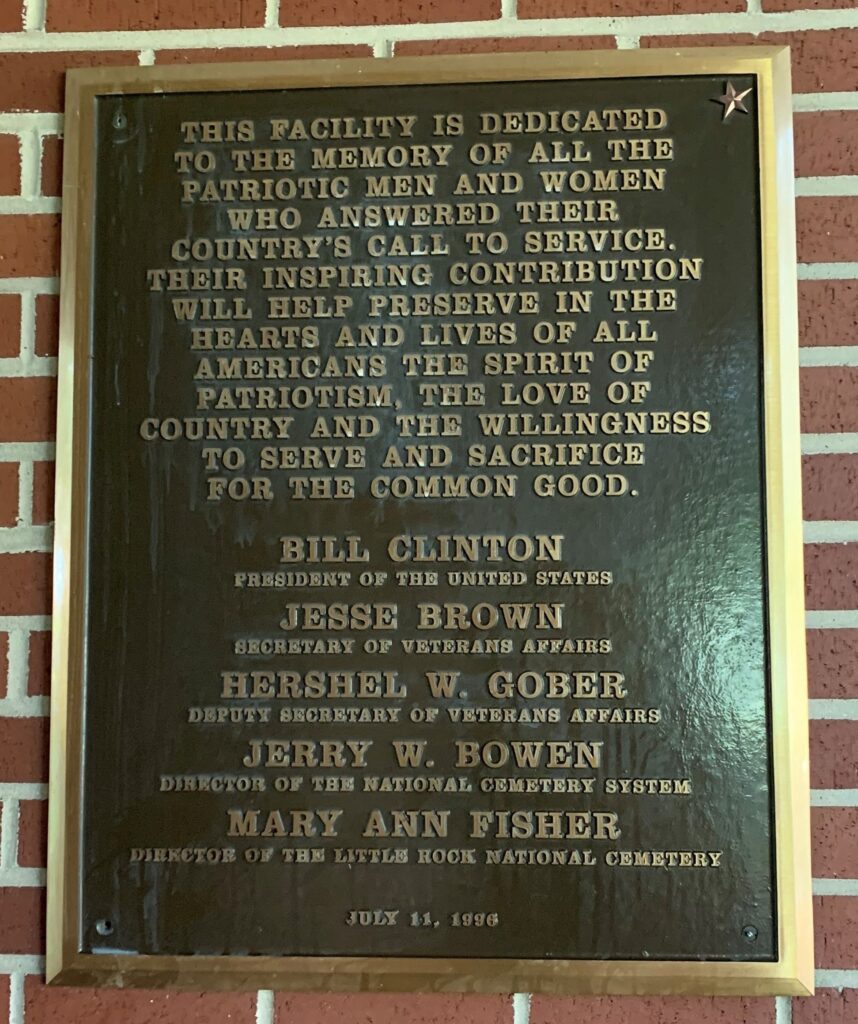 THIS FACILITY IS DEDICATED
TO THE MEMORY OF ALL THE
PATRIOTIC MEN AND WOMEN
WHO ANSWERED THEIR
COUNTRY'S CALL TO SERVICE.
THEIR INSPIRING CONTRIBUTION
WILL HELP PRESERVE IN THE
HEARTS AND LIVES OF ALL
AMERICANS THE SPIRIT OF
PATRIOTISM, THE LOVE OF
COUNTRY AND THE WILLINGNESS
TO SERVE AND SACRIFICE
FOR THE COMMON GOOD.
BILL CLINTON
PRESIDENT OF THE UNITED STATES
JESSE BROWN
SECRETARY OF VETERANS AFFAIRS
HERSHEL W. GOBER
DEPUTY SECRETARY OF VETERANS AFFAIRS
JERRY W. BOWEN
DIRECTOR OF THE NATIONAL CEMETERY SYSTEM
MARY ANN FISHER
DIRECTOR OF THE LITTLE ROCK NATIONAL CEMETERY
JULY 11, 1996